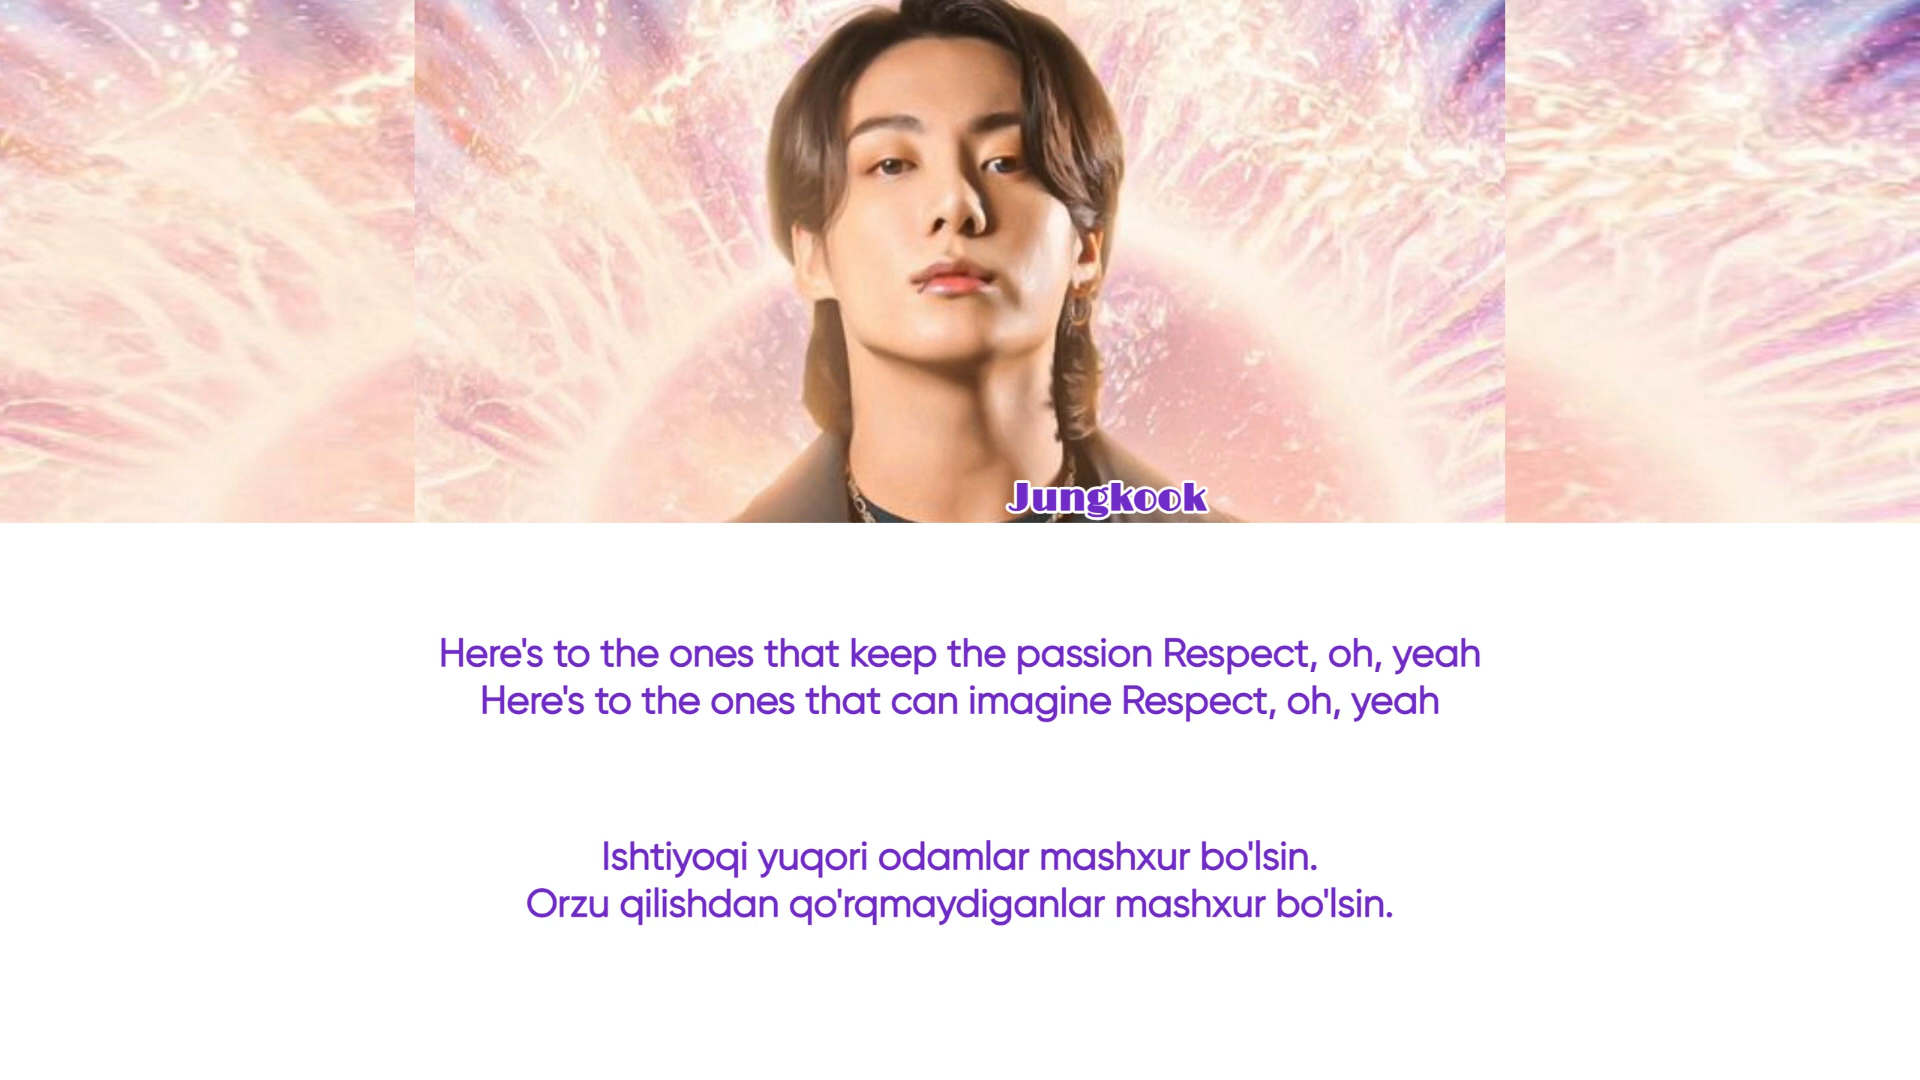 Jungkook
Here's to the ones that keep the passion Respect, oh, yeah
Here's to the ones that can imagine Respect, oh, yeah
Ishtiyoqi yuqori odamlar mashxur bo'lsin.
Orzu qilishdan qo'rqmaydiganlar mashxur bo'lsin.